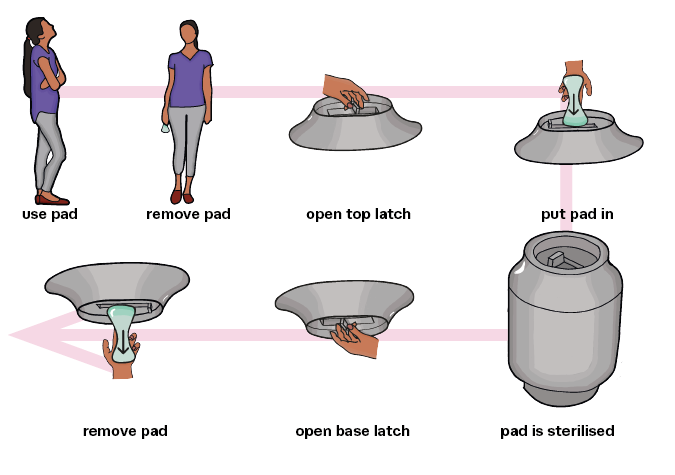 use pad
remove pad
open top latch
put pad in
pad is sterilised
open base latch
remove pad